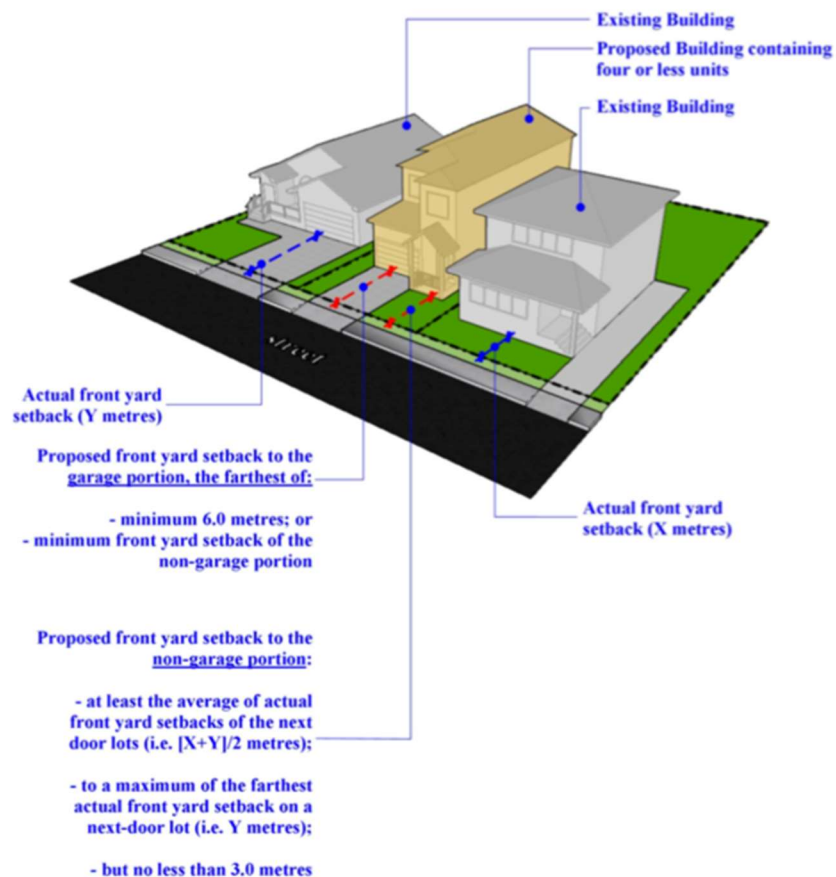 Existing Building
Proposed Building containing
four or less units
Existing Building
street
Actual front yard
setback (Y metres)
Proposed front yard setback to the
garage portion, the farthest of:
- minimum 6.0 metres; or
- minimum front yard setback of the
non-garage portion
Actual front yard
setback (X metres)
Proposed front yard setback to the
non-garage portion:
- at least the average of actual
front yard setbacks of the next
door lots (i.e. [X+Y]/2 metres);
- to a maximum of the farthest
actual front yard setback on a
next-door lot (i.e. Y metres);
- but no less than 3.0 metres